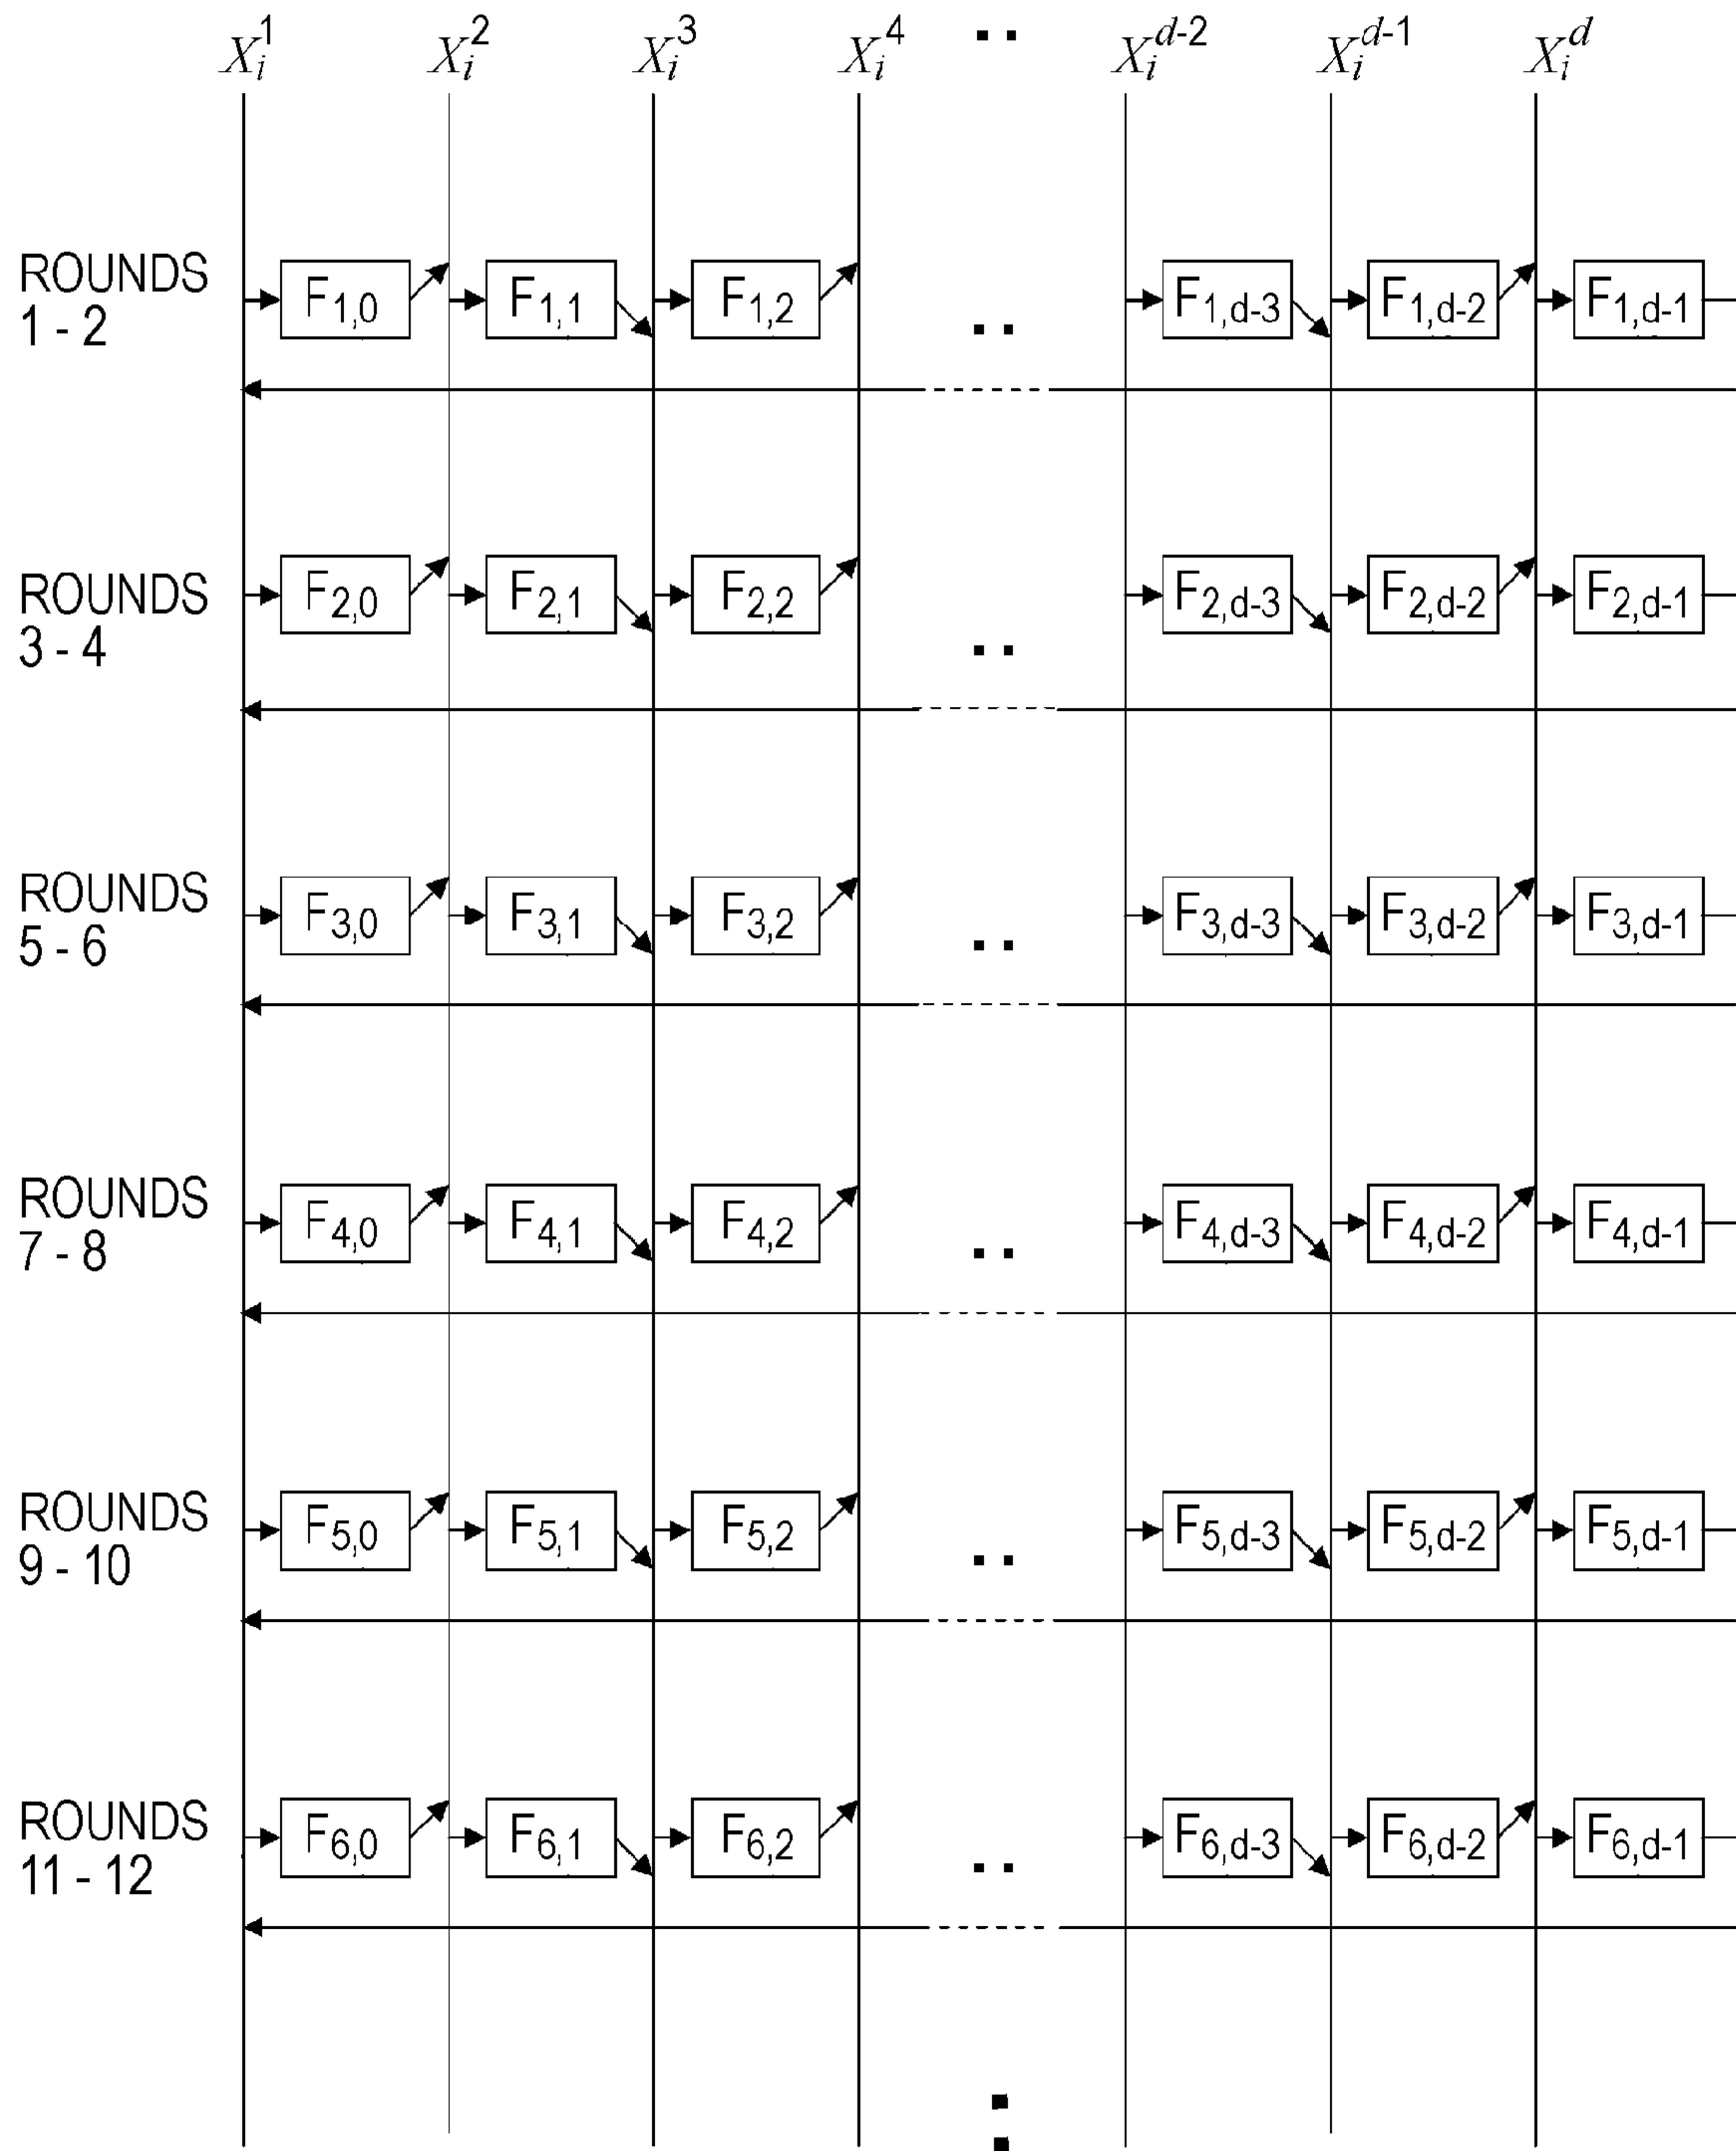 X_i^1 X_i^2 X_i^3 X_i^4 .. X_i^{d-2} X_i^{d-1} X_i^d
ROUNDS
1 - 2
F1,0 F1,1 F1,2 .. F1,d-3 F1,d-2 F1,d-1
ROUNDS
3 - 4
F2,0 F2,1 F2,2 .. F2,d-3 F2,d-2 F2,d-1
ROUNDS
5 - 6
F3,0 F3,1 F3,2 .. F3,d-3 F3,d-2 F3,d-1
ROUNDS
7 - 8
F4,0 F4,1 F4,2 .. F4,d-3 F4,d-2 F4,d-1
ROUNDS
9 - 10
F5,0 F5,1 F5,2 .. F5,d-3 F5,d-2 F5,d-1
ROUNDS
11 - 12
F6,0 F6,1 F6,2 .. F6,d-3 F6,d-2 F6,d-1